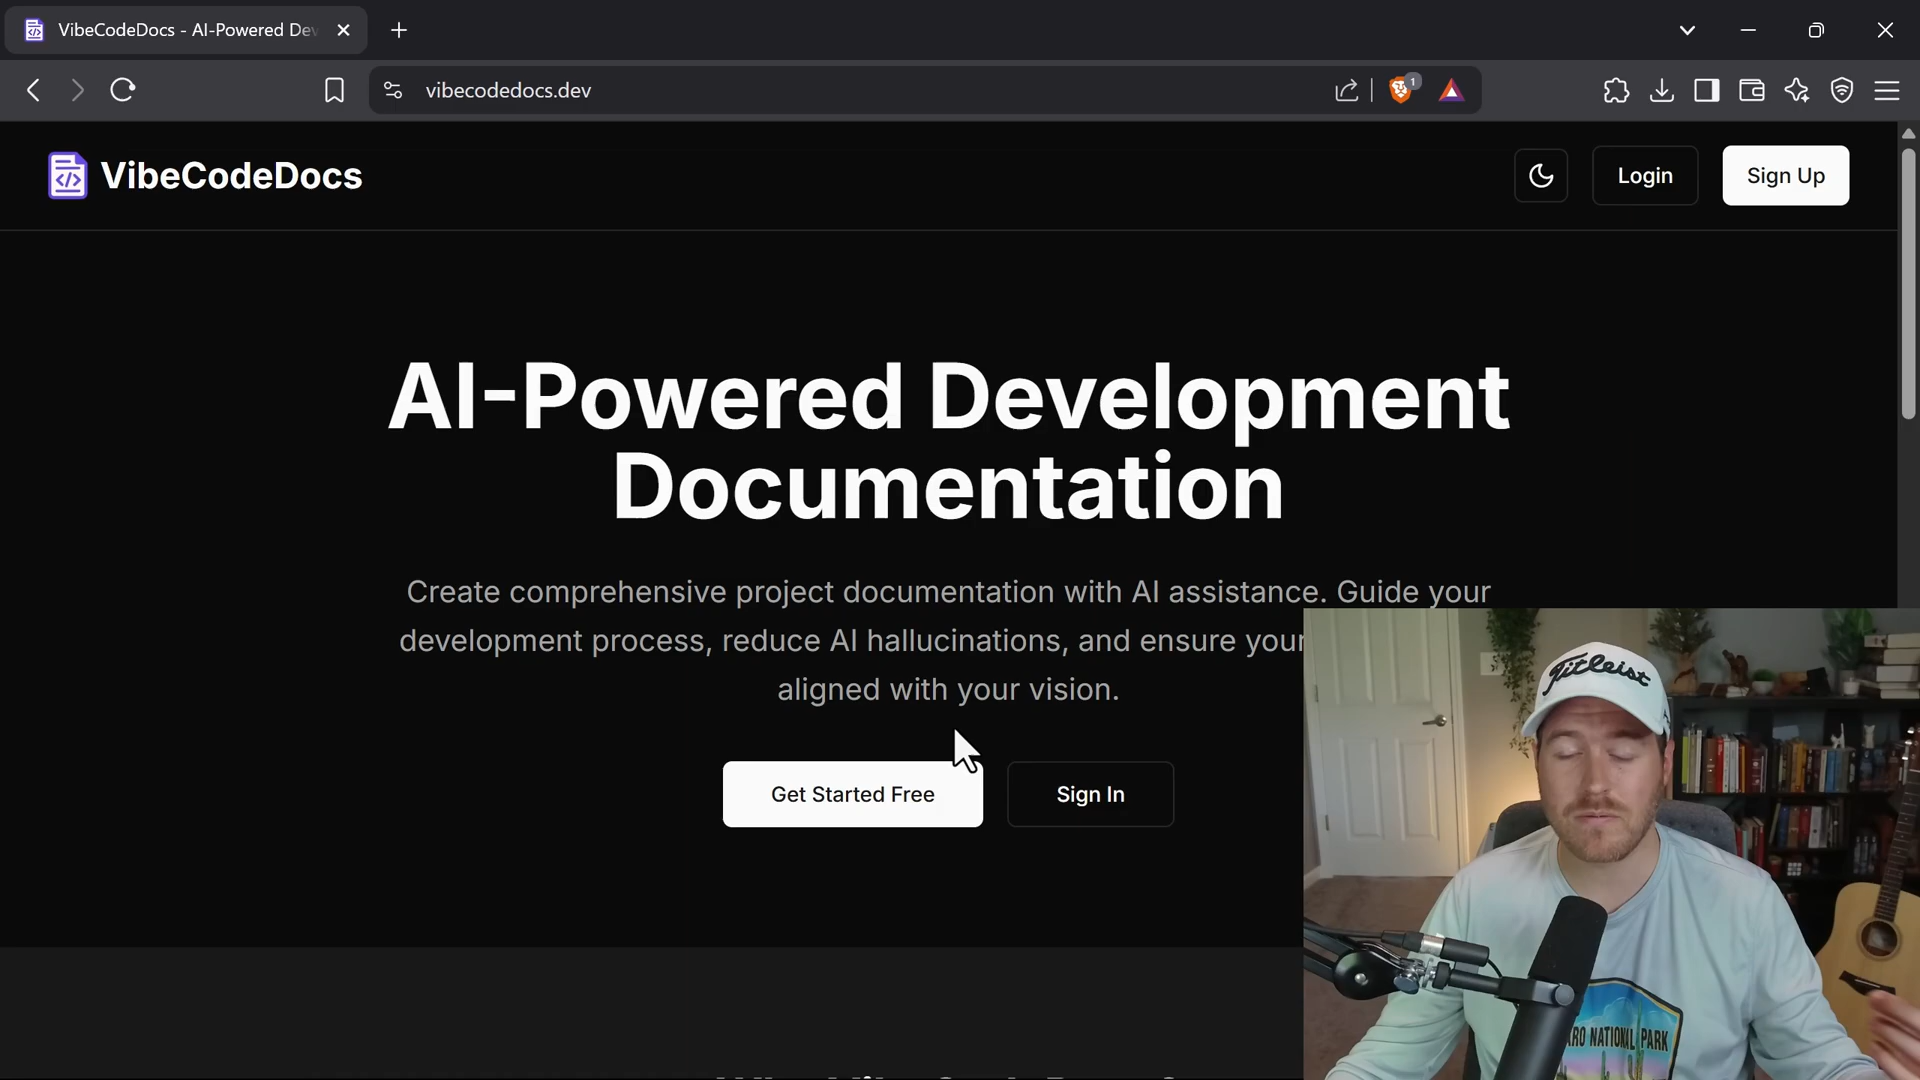 VibeCodeDocs - AI-Powered Dev
vibecodedocs.dev
1
VibeCodeDocs
Login
Sign Up
AI-Powered Development
Documentation
Create comprehensive project documentation with AI assistance. Guide your
development process, reduce AI hallucinations, and ensure your
aligned with your vision.
Get Started Free
Sign In
Titleist
NATIONAL PARK